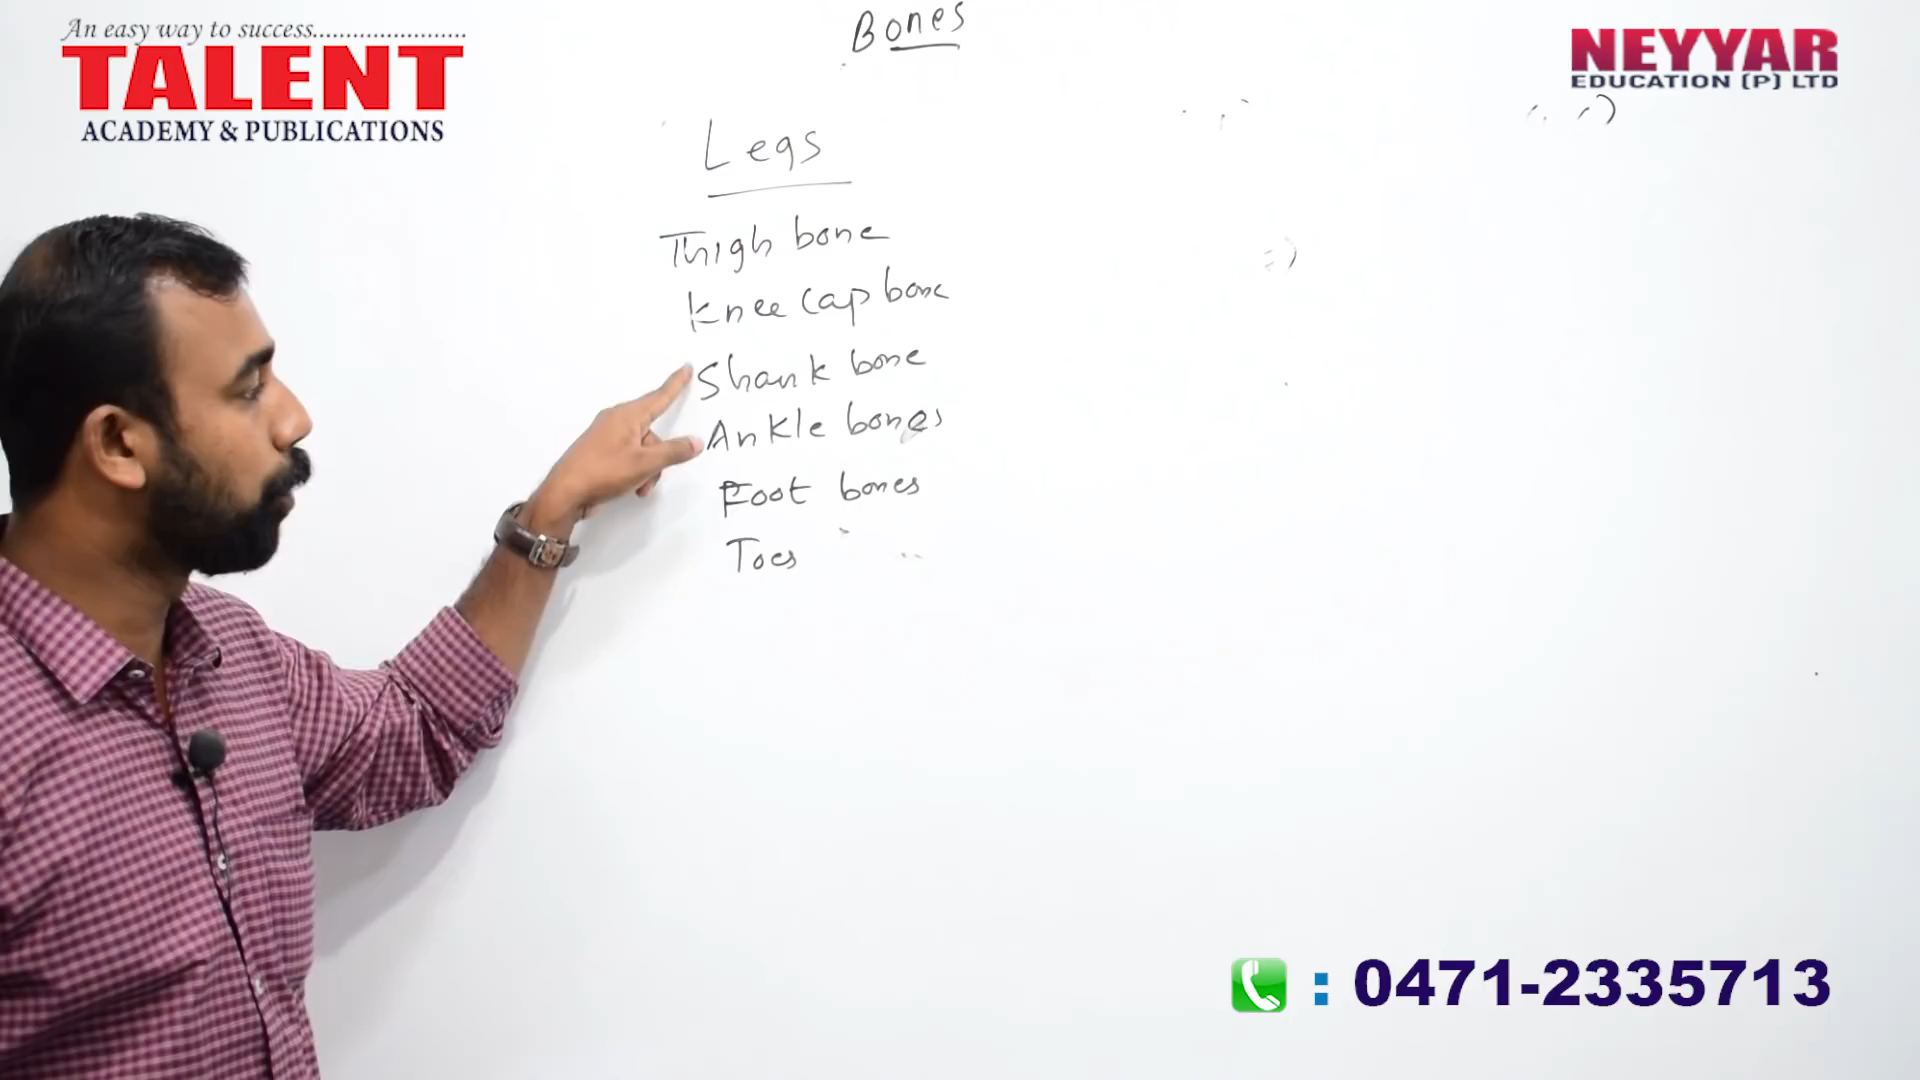 An easy way to success.......................
TALENT
ACADEMY & PUBLICATIONS
NEYYAR
EDUCATION (P) LTD
Bones
Legs
Thigh bone
Knee cap bone
Shank bone
Ankle bones
Foot bones
Toes
: 0471-2335713